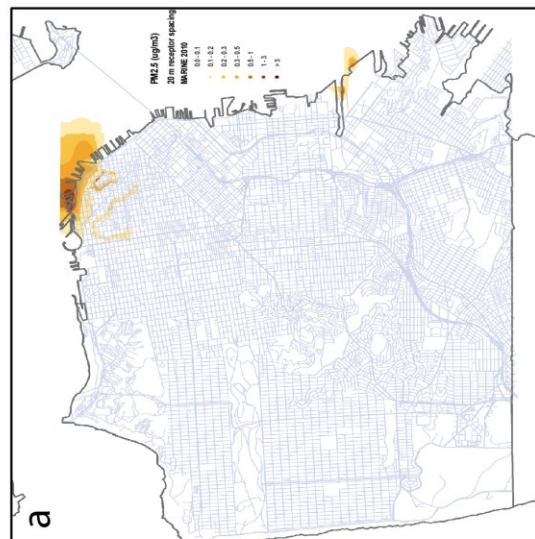 a
PM2.5 (ug/m3)
20 m receptor spacing
MARINE 2010
0.0 - 0.1
0.1 - 0.2
0.2 - 0.3
0.3 - 0.5
0.5 - 1
1 - 3
> 3